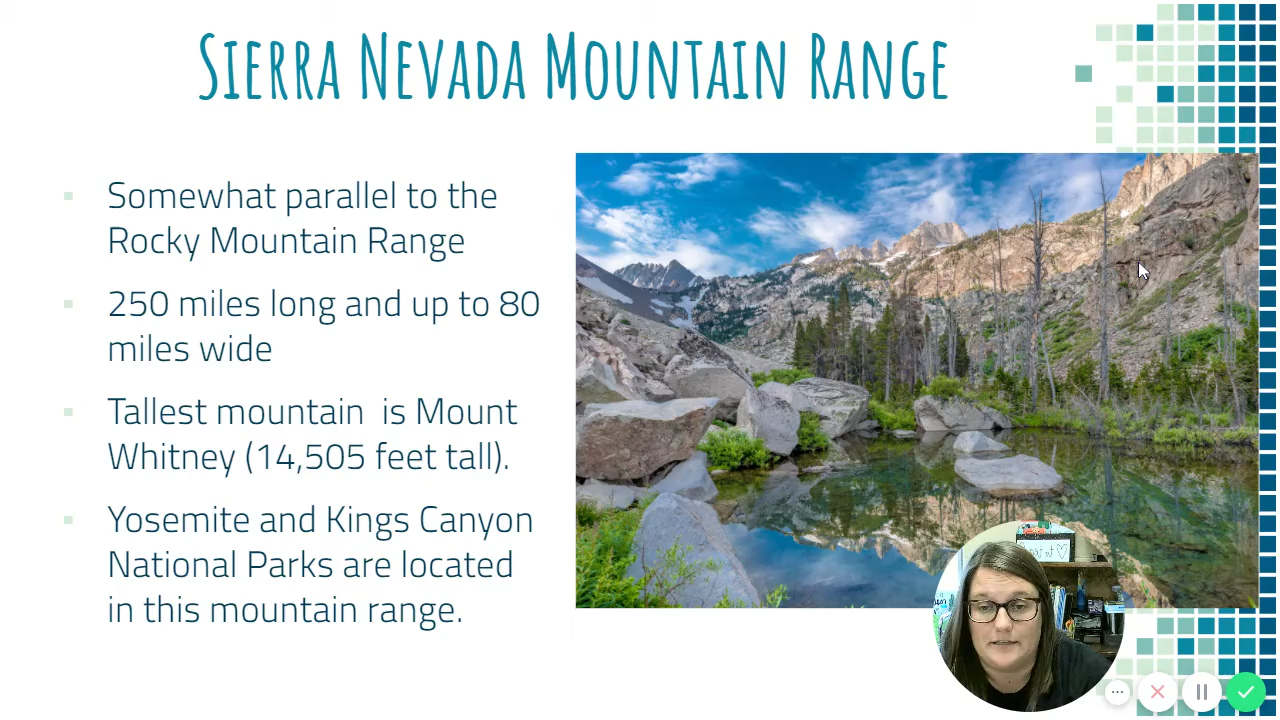 Sierra Nevada Mountain Range
Somewhat parallel to the
Rocky Mountain Range
250 miles long and up to 80
miles wide
Tallest mountain is Mount
Whitney (14,505 feet tall).
Yosemite and Kings Canyon
National Parks are located
in this mountain range.